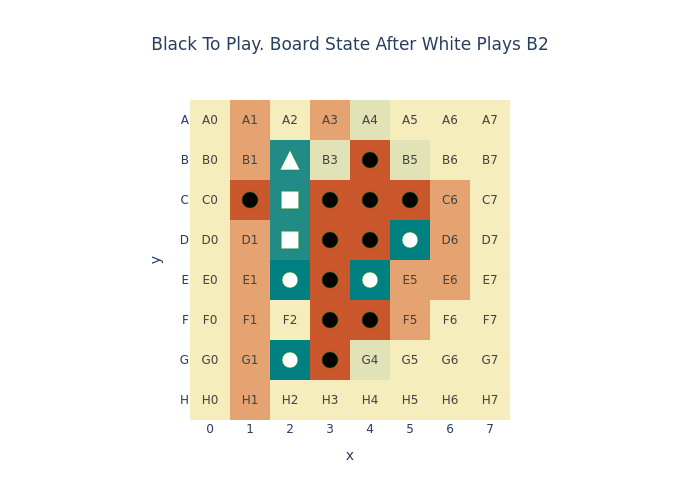 Black To Play. Board State After White Plays B2
A A0 A1 A2 A3 A4 A5 A6 A7
B B0 B1 B3 B5 B6 B7
C C0 C6 C7
D D0 D1 D6 D7
E E0 E1 E5 E6 E7
F F0 F1 F2 F5 F6 F7
G G0 G1 G4 G5 G6 G7
H H0 H1 H2 H3 H4 H5 H6 H7
0 1 2 3 4 5 6 7
x
y